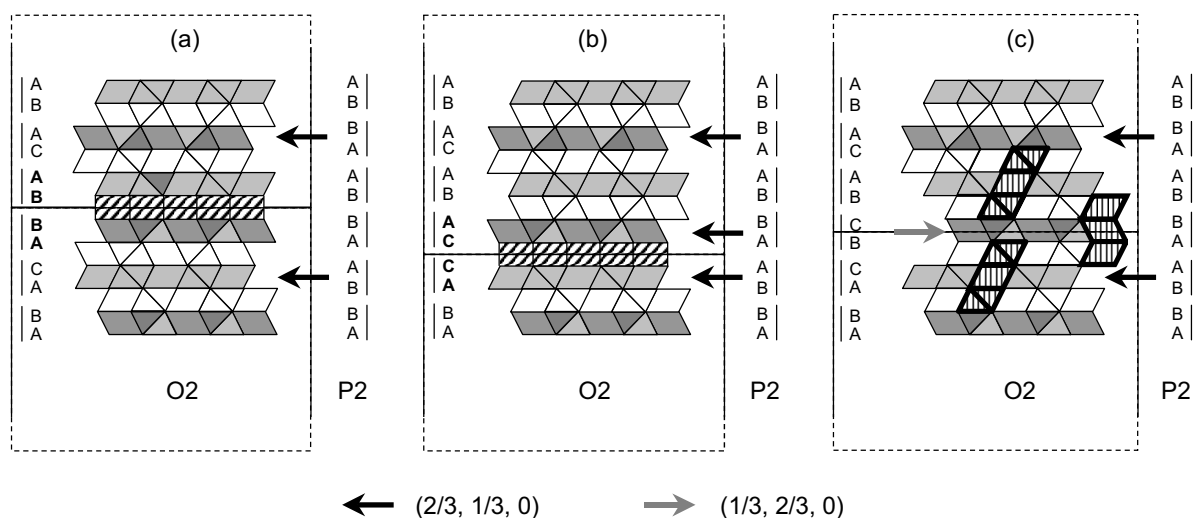 (a) (b) (c)
A A A A A A
B B B B B B
A B A B A B
C A C A C A
A A A A A A
B B B B B B
B B A B C B
A A C A B A
C A C A C A
A B A B A B
B B B B B B
A A A A A A
O2 P2 O2 P2 O2 P2
(2/3, 1/3, 0) (1/3, 2/3, 0)